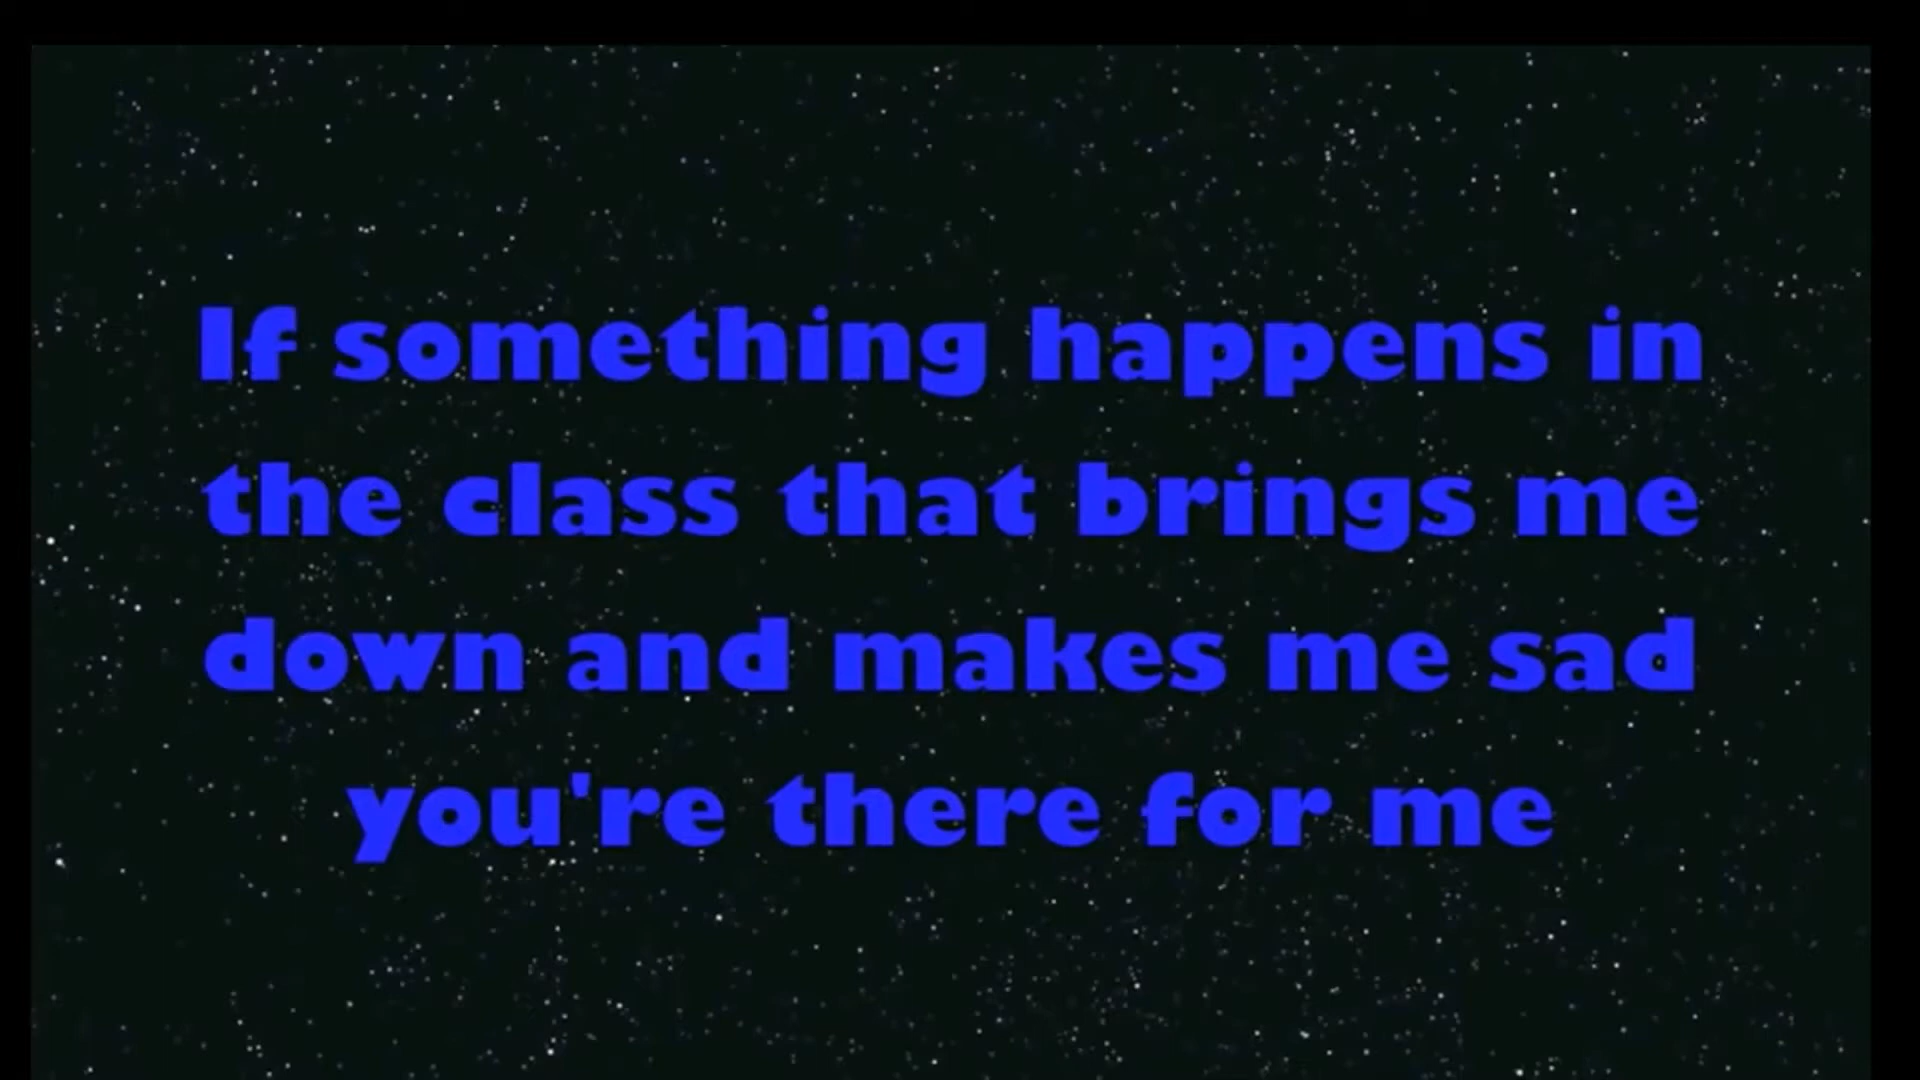 If something happens in
the class that brings me
down and makes me sad
you're there for me